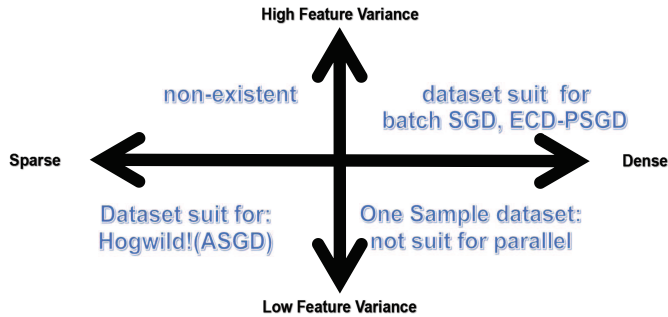 High Feature Variance
non-existent
dataset suit for
batch SGD, ECD-PSGD
Sparse
Dense
Dataset suit for:
Hogwild!(ASGD)
One Sample dataset:
not suit for parallel
Low Feature Variance